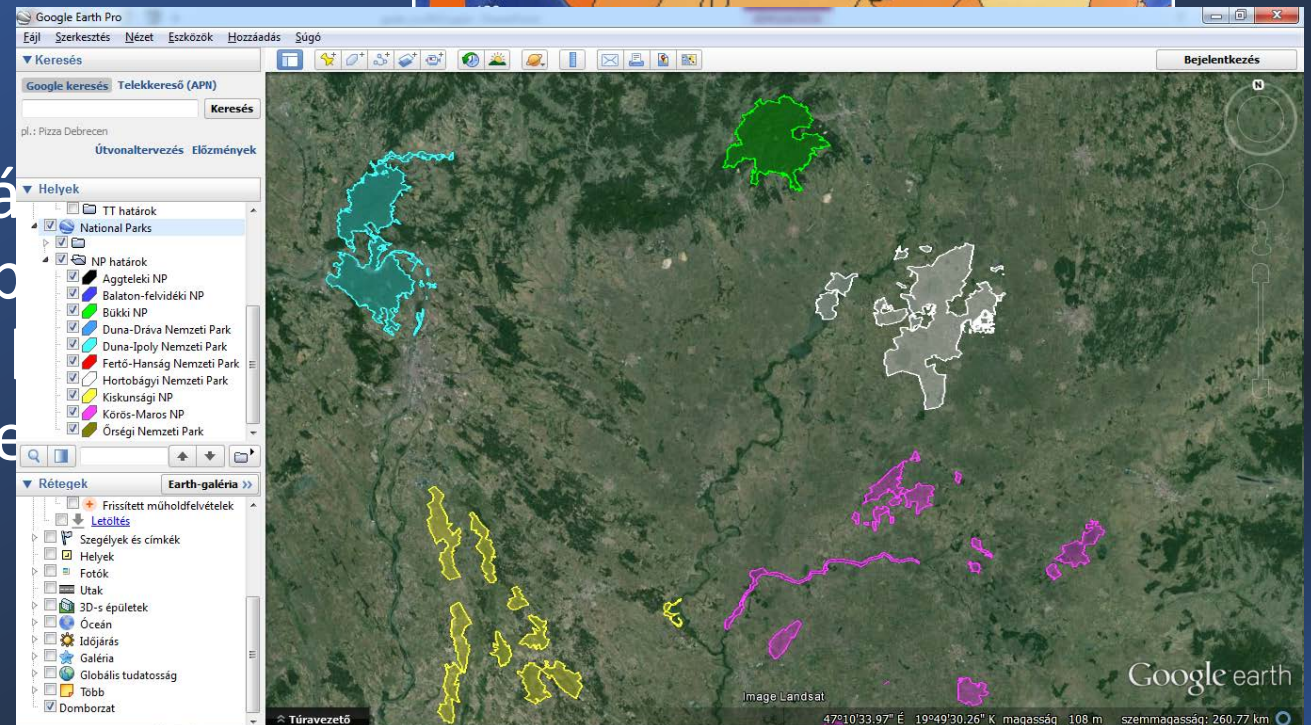 Google Earth Pro
Fájl Szerkesztés Nézet Eszközök Hozzáadás Súgó
Keresés
Bejelentkezés
Google keresés Telekkereső (APN)
Keresés
pl.: Pizza Debrecen
Útvonaltervezés Előzmények
Helyek
TT határok
National Parks
NP határok
Aggteleki NP
Balaton-felvidéki NP
Bükki NP
Duna-Dráva Nemzeti Park
Duna-Ipoly Nemzeti Park
Fertő-Hanság Nemzeti Park
Hortobágyi Nemzeti Park
Kiskunsági NP
Körös-Maros NP
Őrségi Nemzeti Park
Rétegek Earth-galéria >>
Frissített műholdfelvételek
Letöltés
Szegélyek és címkék
Helyek
Fotók
Utak
3D-s épületek
Óceán
Időjárás
Galéria
Globális tudatosság
Több
Domborzat
N
Image Landsat
Google earth
Túravezető
47°10'33.97" É 19°49'30.26" K magasság 108 m szemmagasság: 260.77 km